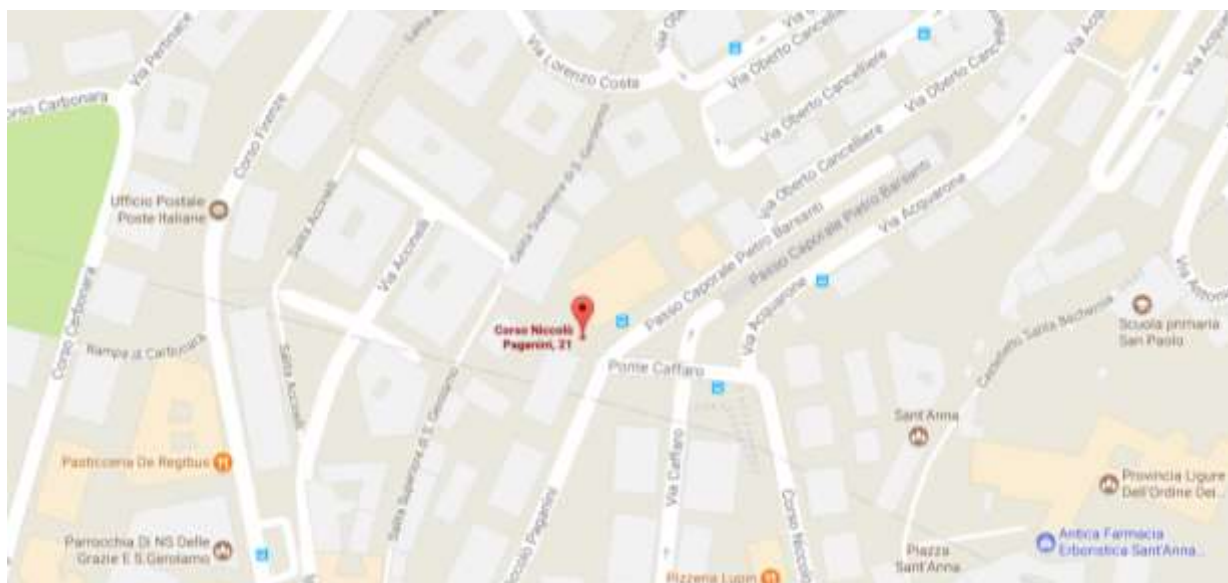 Via Pertinace
Corso Carbonara
Corso Firenze
Via Lorenzo Costa
Via Oberto Cancelliere
Via Oberto Cancelliere
Via Oberto Cancelliere
Via Oberto Cancelliere
Via Acquarone
Ufficio Postale
Poste Italiane
Salita Accinelli
Via Accinelli
Salita Superiore di S. Gerolamo
Passo Caporale Pietro Barsanti
Passo Caporale Pietro Barsanti
Via Acquarone
Via Acquarone
Corso Niccolò
Paganini, 21
Ponte Caffaro
Scuola primaria
San Paolo
Corso Carbonara
Rampa di Carbonara
Salita Accinelli
Salita Superiore di S. Gerolamo
Via Caffaro
Sant'Anna
Pasticceria De Regibus
Niccolò Paganini
Corso Niccolò
Provincia Ligure
Dell'Ordine Dei...
Parrocchia Di NS Delle
Grazie E S.Gerolamo
Antica Farmacia
Erboristica Sant'Anna...
Piazza
Sant'Anna
Pizzeria Lupin